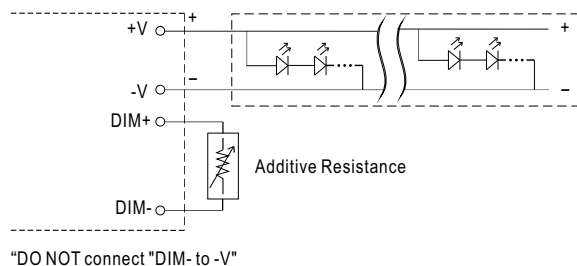 +V
+
+
-V
−
−
DIM+
Additive Resistance
DIM-
“DO NOT connect "DIM- to -V"